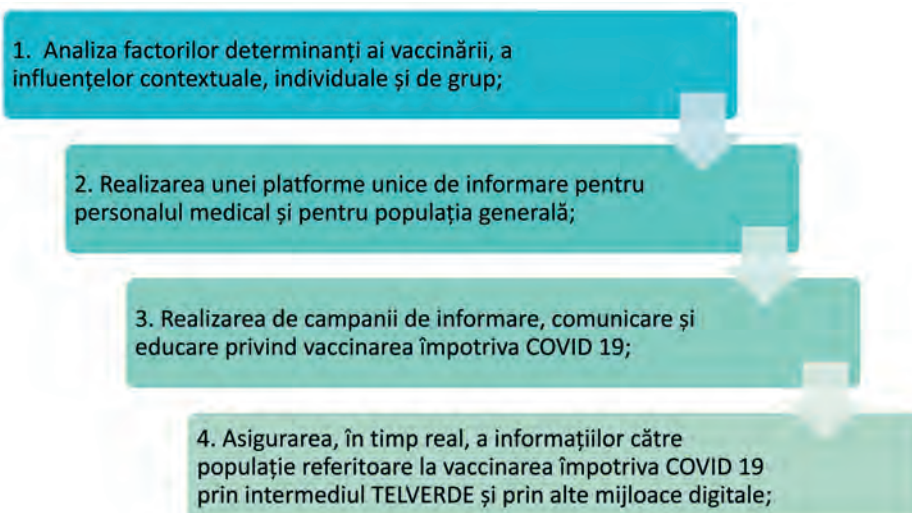 1. Analiza factorilor determinanți ai vaccinării, a
influențelor contextuale, individuale și de grup;
2. Realizarea unei platforme unice de informare pentru
personalul medical și pentru populația generală;
3. Realizarea de campanii de informare, comunicare și
educare privind vaccinarea împotriva COVID 19;
4. Asigurarea, în timp real, a informațiilor către
populație referitoare la vaccinarea împotriva COVID 19
prin intermediul TELVERDE și prin alte mijloace digitale;